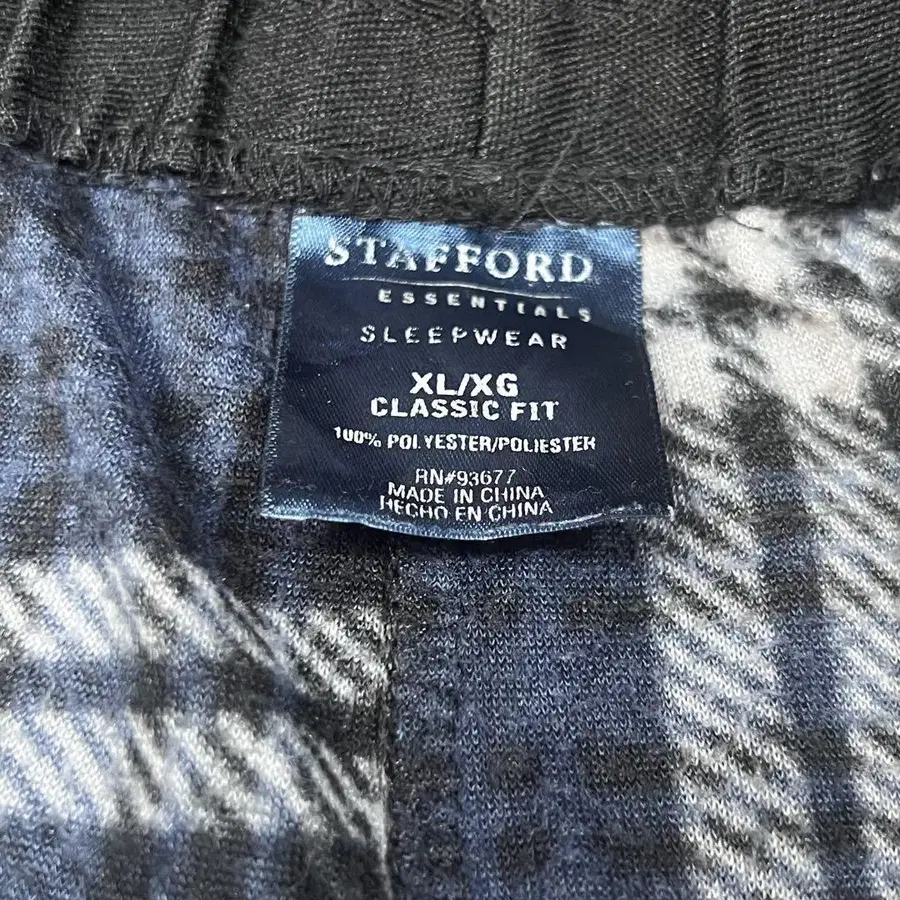 STAFFORD
ESSENTIALS
SLEEPWEAR
XL/XG
CLASSIC FIT
100% POLYESTER/POLIESTER
RN#93677
MADE IN CHINA
HECHO EN CHINA